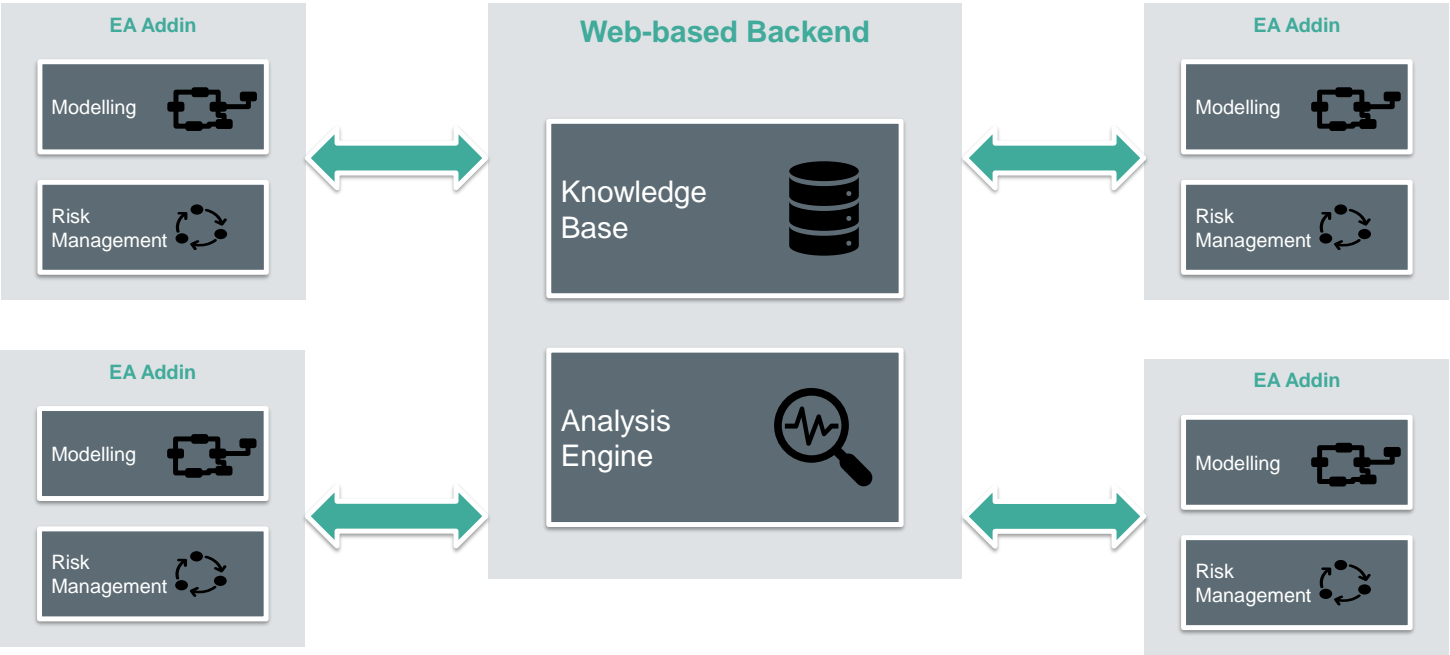 EA Addin
Modelling
Risk
Management
EA Addin
Modelling
Risk
Management
Web-based Backend
Knowledge
Base
Analysis
Engine
EA Addin
Modelling
Risk
Management
EA Addin
Modelling
Risk
Management